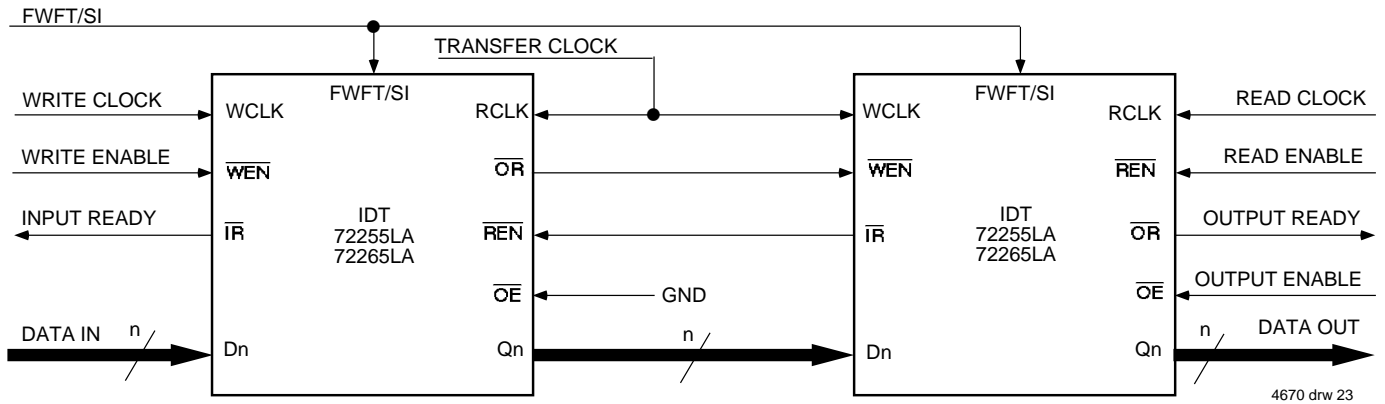 FWFT/SI
TRANSFER CLOCK
FWFT/SI
FWFT/SI
WRITE CLOCK
WCLK
RCLK
WCLK
RCLK
READ CLOCK
WRITE ENABLE
WEN
OR
WEN
REN
READ ENABLE
INPUT READY
IR
IDT
72255LA
72265LA
REN
IR
IDT
72255LA
72265LA
OR
OUTPUT READY
OE
GND
OE
OUTPUT ENABLE
DATA IN
n
Dn
Qn
n
Dn
Qn
n
DATA OUT
4670 drw 23